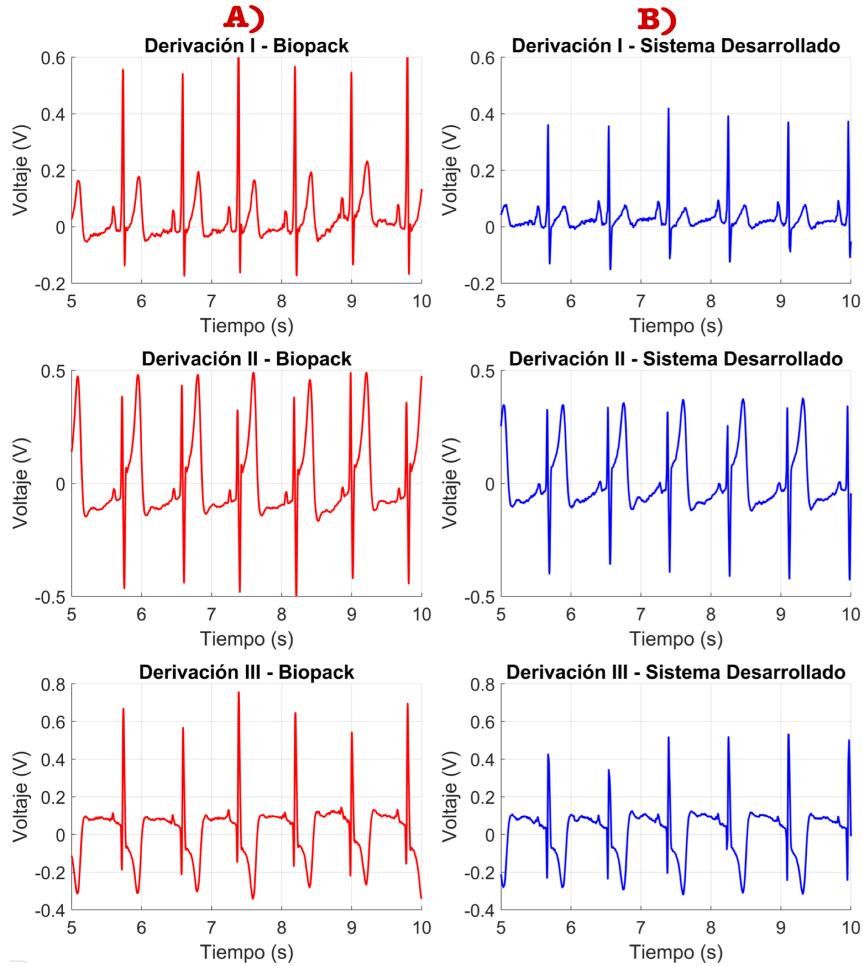 A)
B)
Derivación I - Biopack
Derivación I - Sistema Desarrollado
Voltaje (V)
0.6
0.4
0.2
0
-0.2
5 6 7 8 9 10
Tiempo (s)
Voltaje (V)
0.6
0.4
0.2
0
-0.2
5 6 7 8 9 10
Tiempo (s)
Derivación II - Biopack
Derivación II - Sistema Desarrollado
Voltaje (V)
0.5
0
-0.5
5 6 7 8 9 10
Tiempo (s)
Voltaje (V)
0.5
0
-0.5
5 6 7 8 9 10
Tiempo (s)
Derivación III - Biopack
Derivación III - Sistema Desarrollado
Voltaje (V)
0.8
0.6
0.4
0.2
0
-0.2
-0.4
5 6 7 8 9 10
Tiempo (s)
Voltaje (V)
0.8
0.6
0.4
0.2
0
-0.2
-0.4
5 6 7 8 9 10
Tiempo (s)